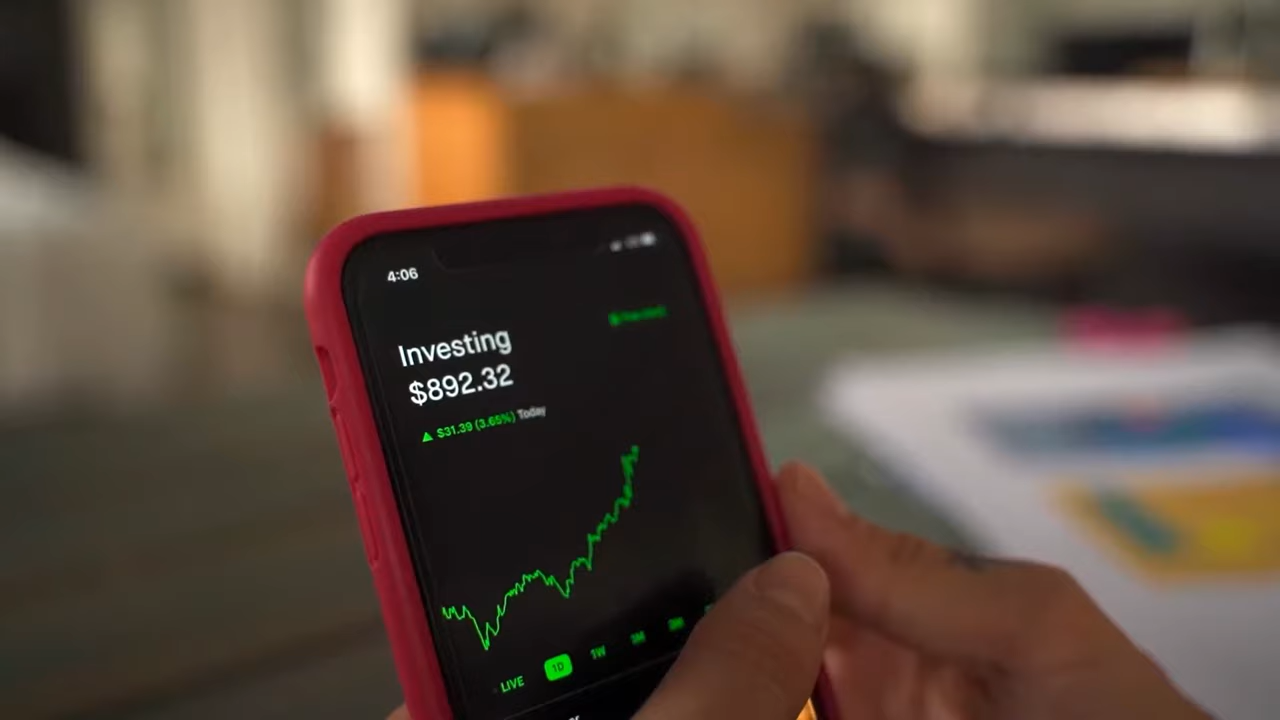 4:06
Investing
$892.32
▲ $31.39 (3.65%) Today
LIVE 1D 1W 1M 3M